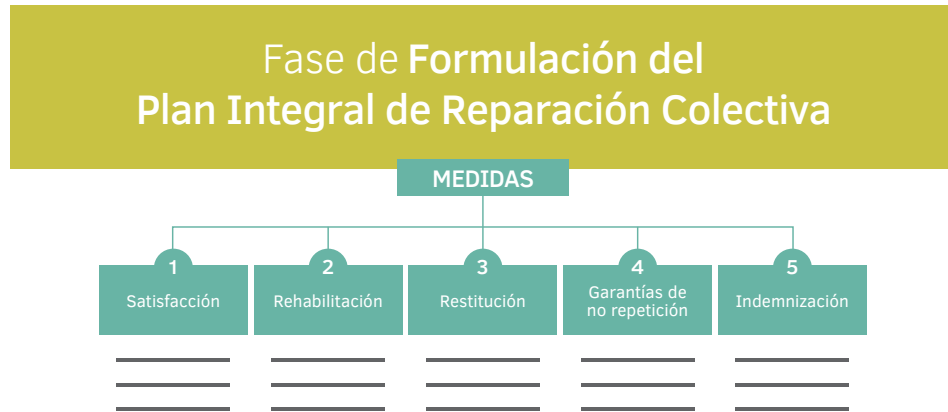 Fase de Formulación del
Plan Integral de Reparación Colectiva
MEDIDAS
1
Satisfacción
2
Rehabilitación
3
Restitución
4
Garantías de
no repetición
5
Indemnización